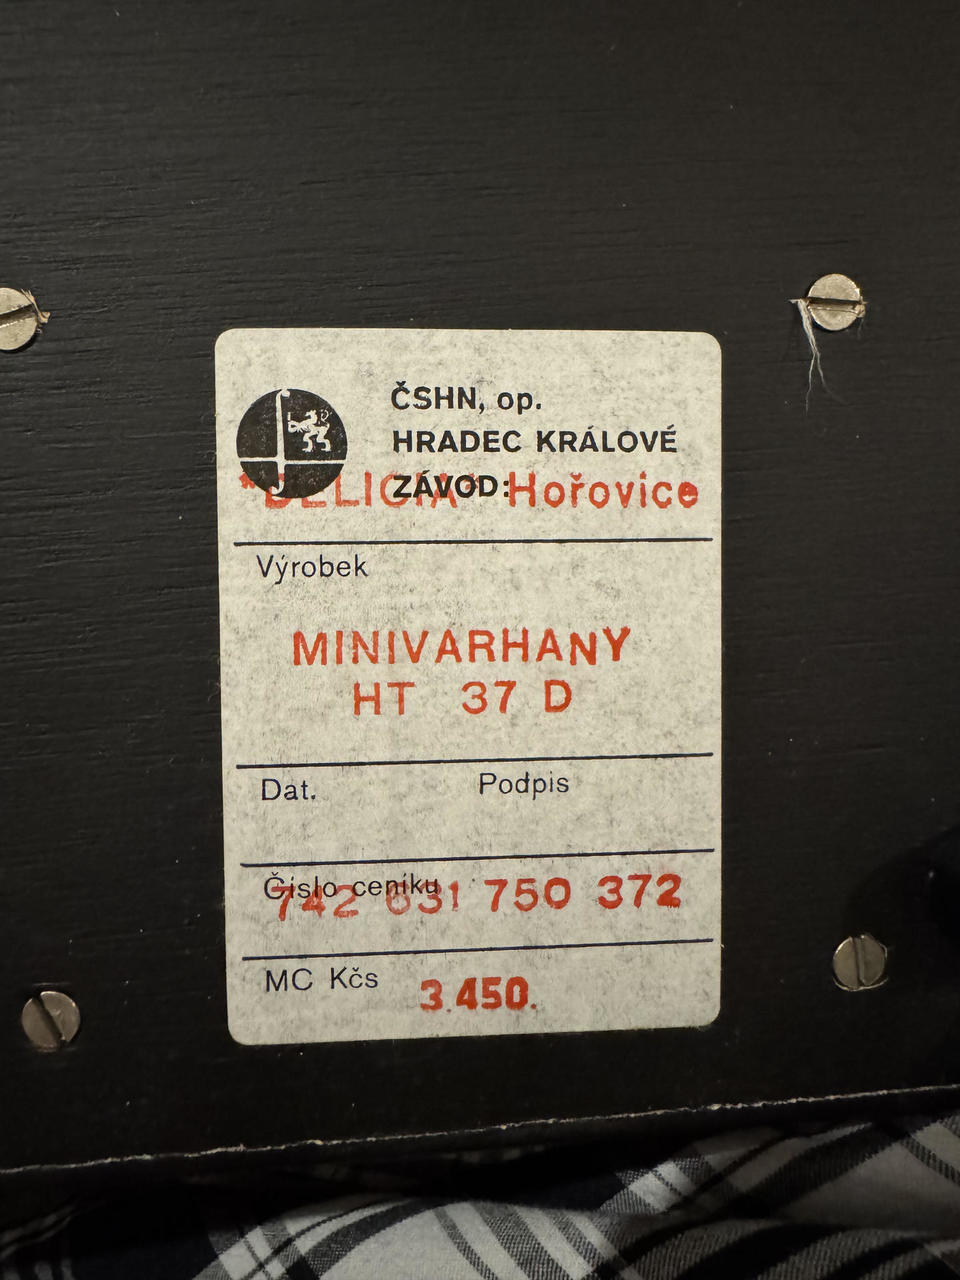 ČSHN, op.
HRADEC KRÁLOVÉ
ZÁVOD:
*DELICIA* Hořovice
Výrobek
MINIVARHANY
HT 37 D
Dat. Podpis
Číslo ceníku
742 631 750 372
MC Kčs 3.450.